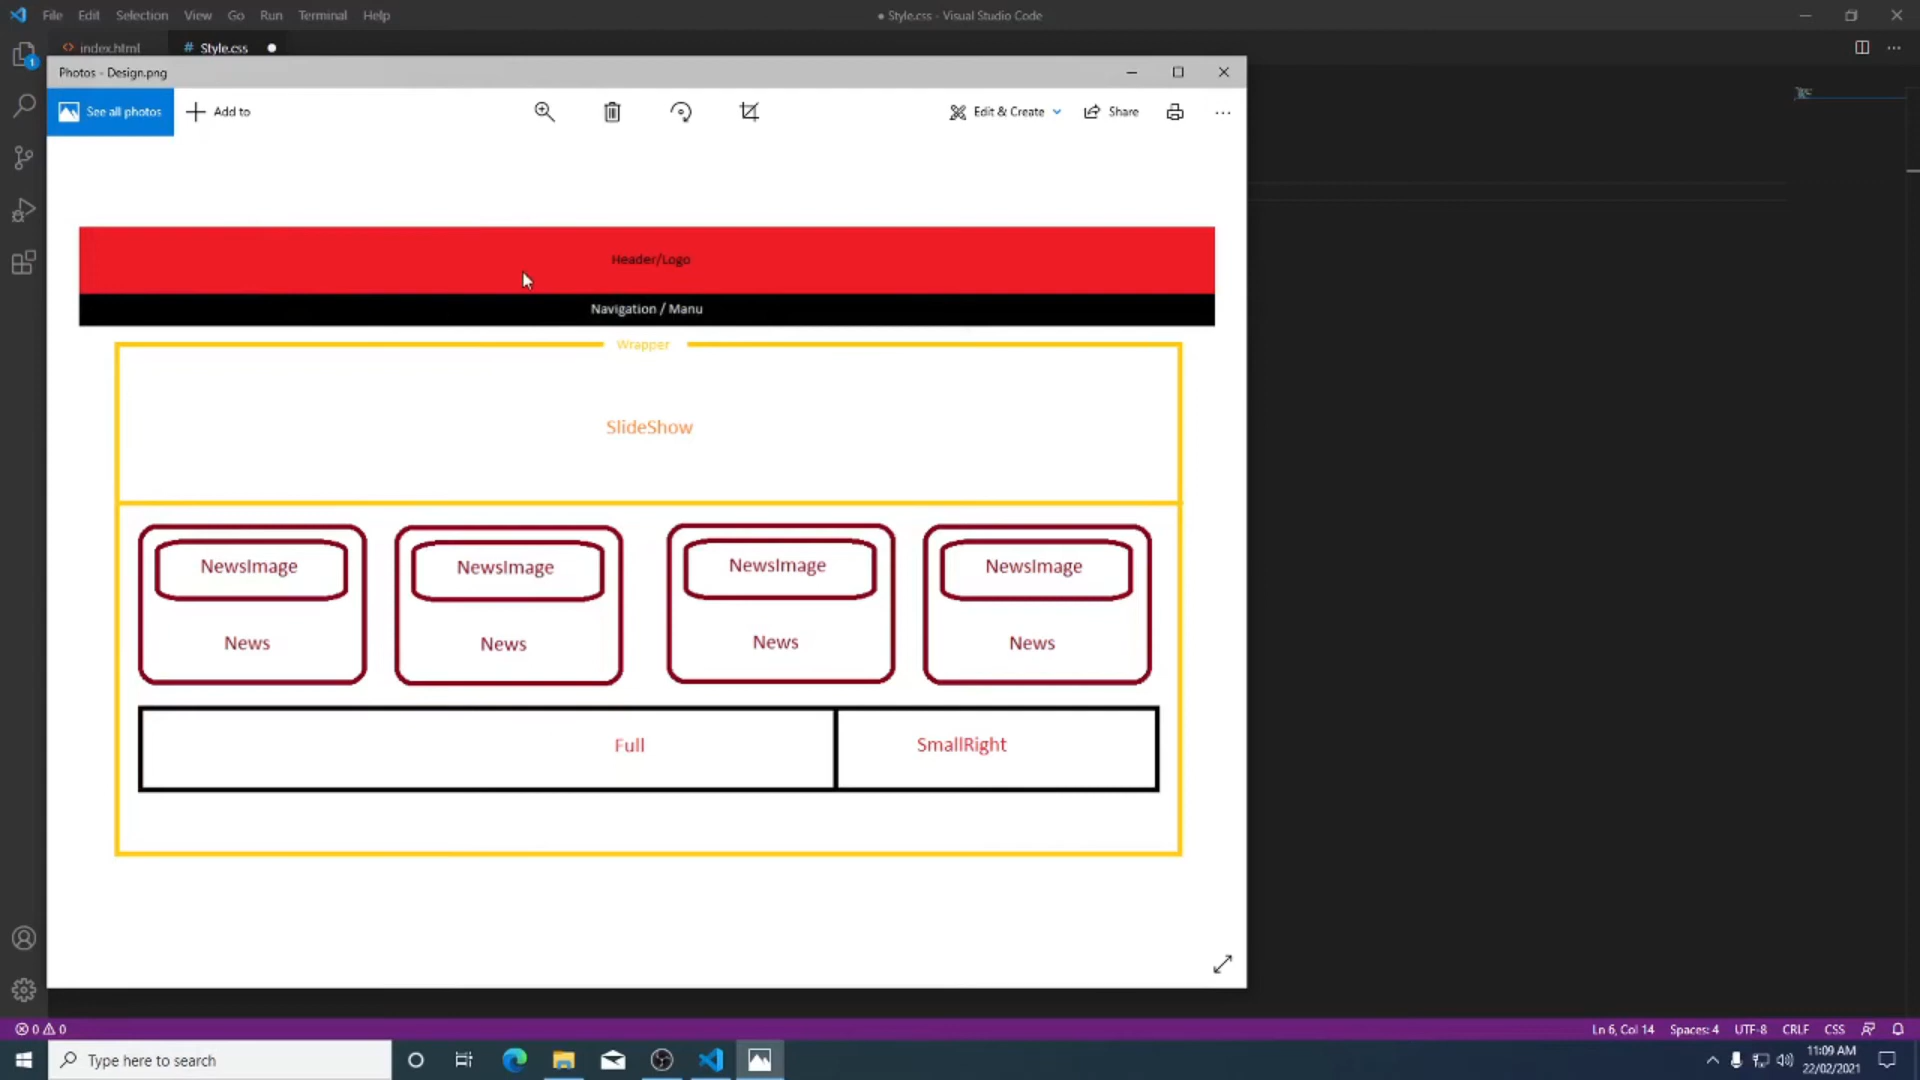 File Edit Selection View Go Run Terminal Help
● Style.css - Visual Studio Code
index.html # Style.css
1
Photos - Design.png
See all photos Add to Edit & Create Share
Header/Logo
Navigation / Manu
Wrapper
SlideShow
NewsImage NewsImage NewsImage NewsImage
News News News News
Full SmallRight
0 0 Ln 6, Col 14 Spaces: 4 UTF-8 CRLF CSS
Type here to search
11:09 AM
22/02/2021